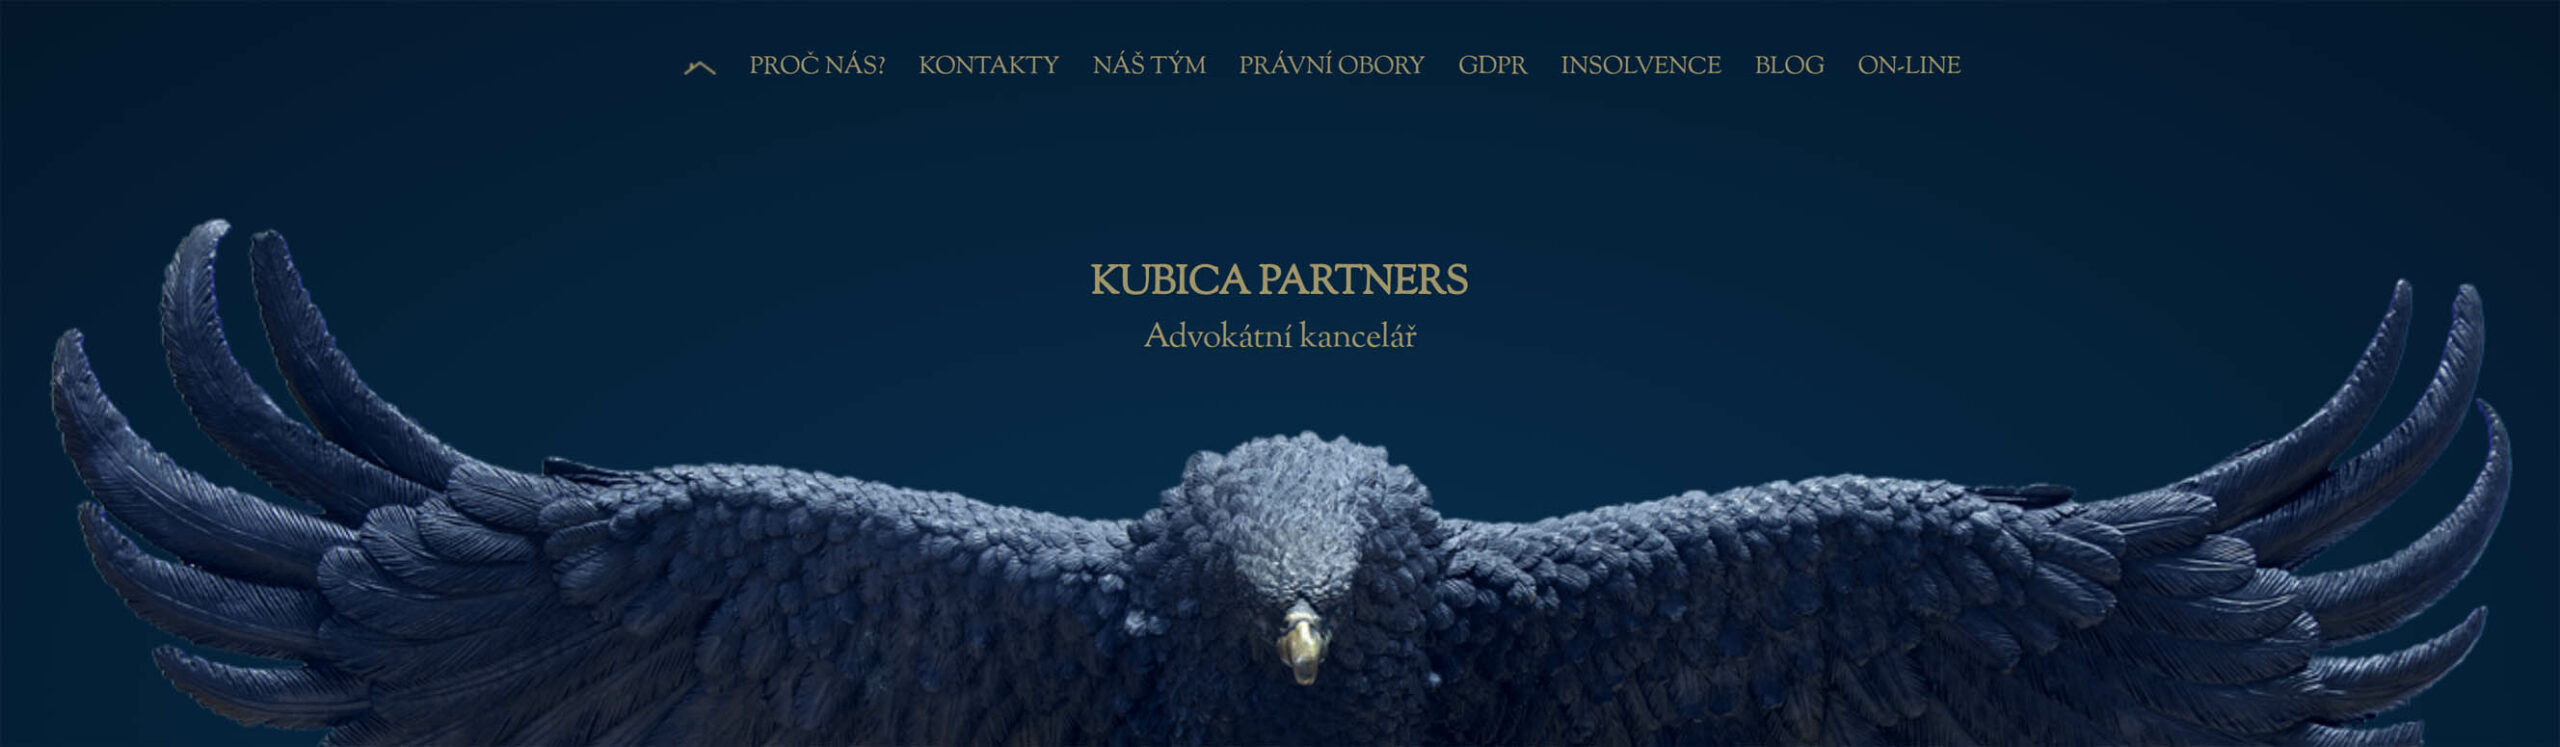 PROČ NÁS? KONTAKTY NÁŠ TÝM PRÁVNÍ OBORY GDPR INSOLVENCE BLOG ON-LINE
KUBICA PARTNERS
Advokátní kancelář